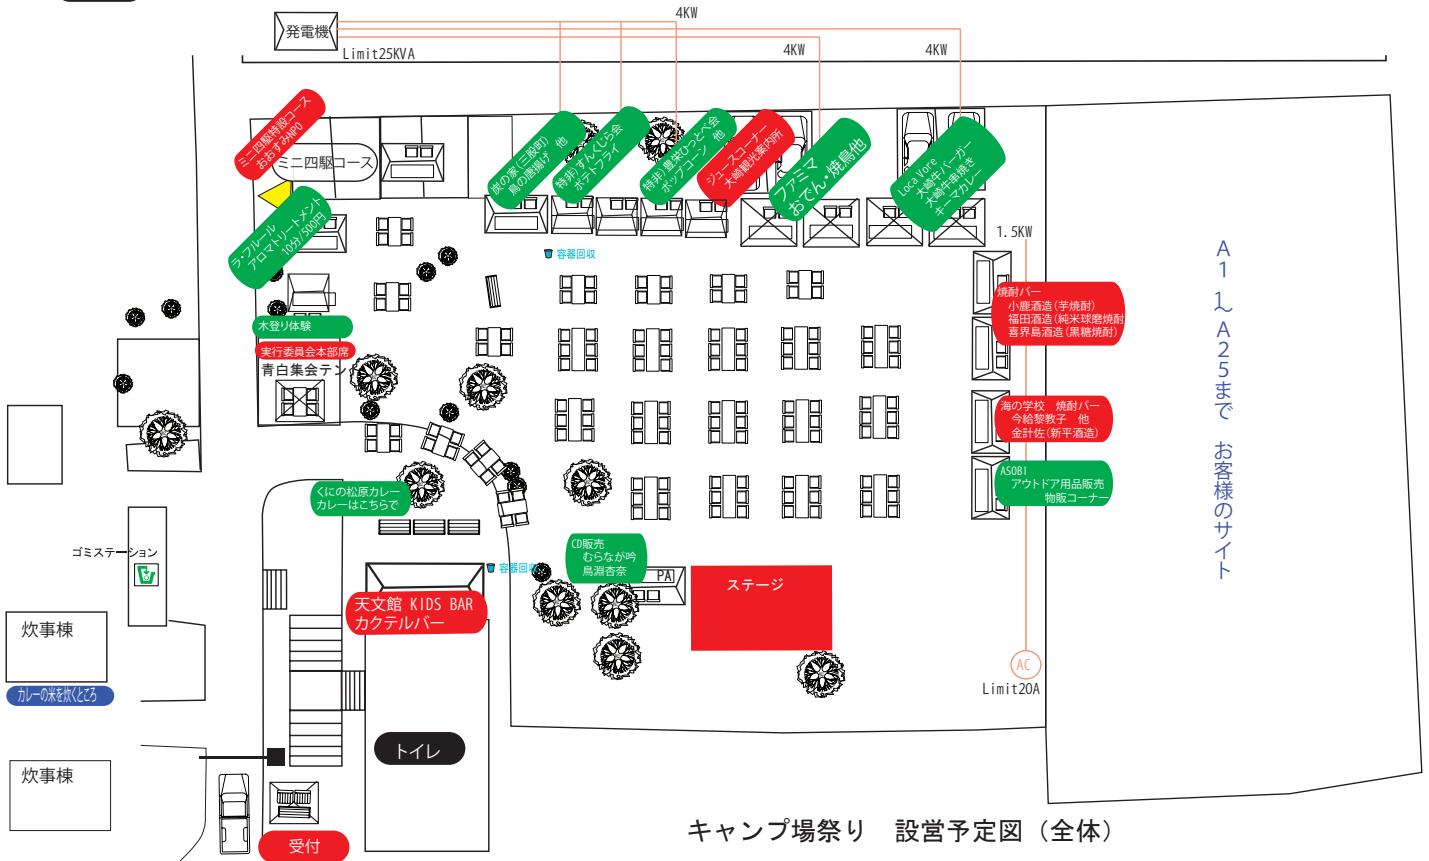 発電機
4KW
Limit25KVA
4KW
4KW
ミニ四駆特設コース
おおすみNPO
ミニ四駆コース
炭の家(三股町)
鳥の唐揚げ 他
特非)すんくじら会
ポテトフライ
特非)豊栄ひっとべ会
ポップコーン 他
ジュースコーナー
大崎観光案内所
ファミマ
おでん・焼鳥他
Loca Vore
大崎牛バーガー
大崎牛串焼き
キーマカレー
ラ・フルール
アロマトリートメント
10分/500円
1.5KW
容器回収
焼酎バー
小鹿酒造(芋焼酎)
福田酒造(純米球磨焼酎
喜界島酒造(黒糖焼酎)
木登り体験
実行委員会本部席
青白集会テント
海の学校 焼酎バー
今給黎教子 他
金計佐(新平酒造)
ASOBI
アウトドア用品販売
物販コーナー
A1〜A25まで お客様のサイト
くにの松原カレー
カレーはこちらで
ゴミステーション
CD販売
むらなが吟
鳥淵杏奈
容器回収
PA
ステージ
天文館 KIDS BAR
カクテルバー
炊事棟
カレーの米を炊くところ
AC
Limit20A
トイレ
炊事棟
受付
キャンプ場祭り 設営予定図(全体)